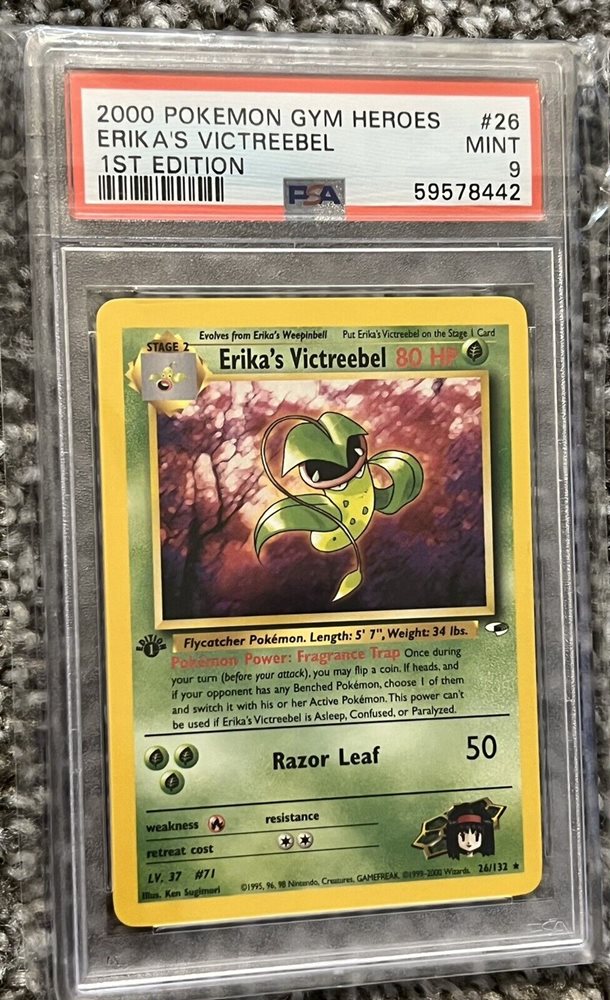 2000 POKEMON GYM HEROES #26
ERIKA'S VICTREEBEL MINT
1ST EDITION 9
PSA 59578442
Evolves from Erika's Weepinbell Put Erika's Victreebel on the Stage 1 Card
STAGE 2
Erika's Victreebel 80 HP
EDITION 1
Flycatcher Pokémon. Length: 5' 7", Weight: 34 lbs.
Pokémon Power: Fragrance Trap Once during
your turn (before your attack), you may flip a coin. If heads, and
if your opponent has any Benched Pokémon, choose 1 of them
and switch it with his or her Active Pokémon. This power can't
be used if Erika's Victreebel is Asleep, Confused, or Paralyzed.
Razor Leaf 50
weakness resistance
retreat cost
LV. 37 #71
Illus. Ken Sugimori ©1995, 96, 98 Nintendo, Creatures, GAMEFREAK. ©1999-2000 Wizards. 26/132 ★